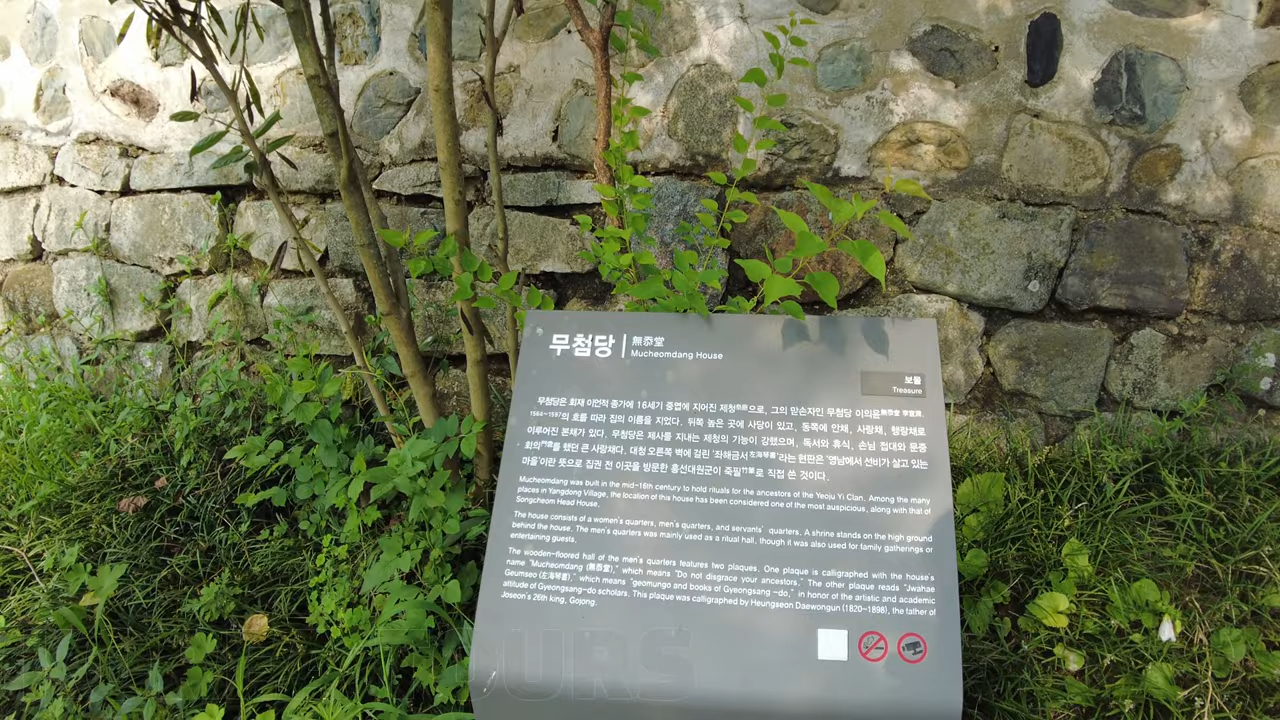 무첨당
無忝堂
Mucheomdang House
보물
Treasure
무첨당은 회재 이언적 종가에 16세기 중엽에 지어진 제청祭廳으로, 그의 맏손자인 무첨당 이의윤無忝堂 李宜潤,
1564~1597의 호를 따라 집의 이름을 지었다. 뒤쪽 높은 곳에 사당이 있고, 동쪽에 안채, 사랑채, 행랑채로
이루어진 본채가 있다. 무첨당은 제사를 지내는 제청의 기능이 강했으며, 독서와 휴식, 손님 접대와 문중
회의門中會議를 했던 큰 사랑채다. 대청 오른쪽 벽에 걸린 '좌해금서左海琴書'라는 현판은 '영남에서 선비가 살고 있는
마을'이란 뜻으로 집권 전 이곳을 방문한 흥선대원군이 죽필竹筆로 직접 쓴 것이다.
Mucheomdang was built in the mid-16th century to hold rituals for the ancestors of the Yeoju Yi Clan. Among the many
places in Yangdong Village, the location of this house has been considered one of the most auspicious, along with that of
Songcheom Head House.
The house consists of a women's quarters, men's quarters, and servants' quarters. A shrine stands on the high ground
behind the house. The men's quarters was mainly used as a ritual hall, though it was also used for family gatherings or
entertaining guests.
The wooden-floored hall of the men's quarters features two plaques. One plaque is calligraphed with the house's
name "Mucheomdang (無忝堂)," which means "Do not disgrace your ancestors." The other plaque reads "Jwahae
Geumseo (左海琴書)," which means "geomungo and books of Gyeongsang-do," in honor of the artistic and academic
attitude of Gyeongsang-do scholars. This plaque was calligraphed by Heungseon Daewongun (1820-1898), the father of
Joseon's 26th king, Gojong.